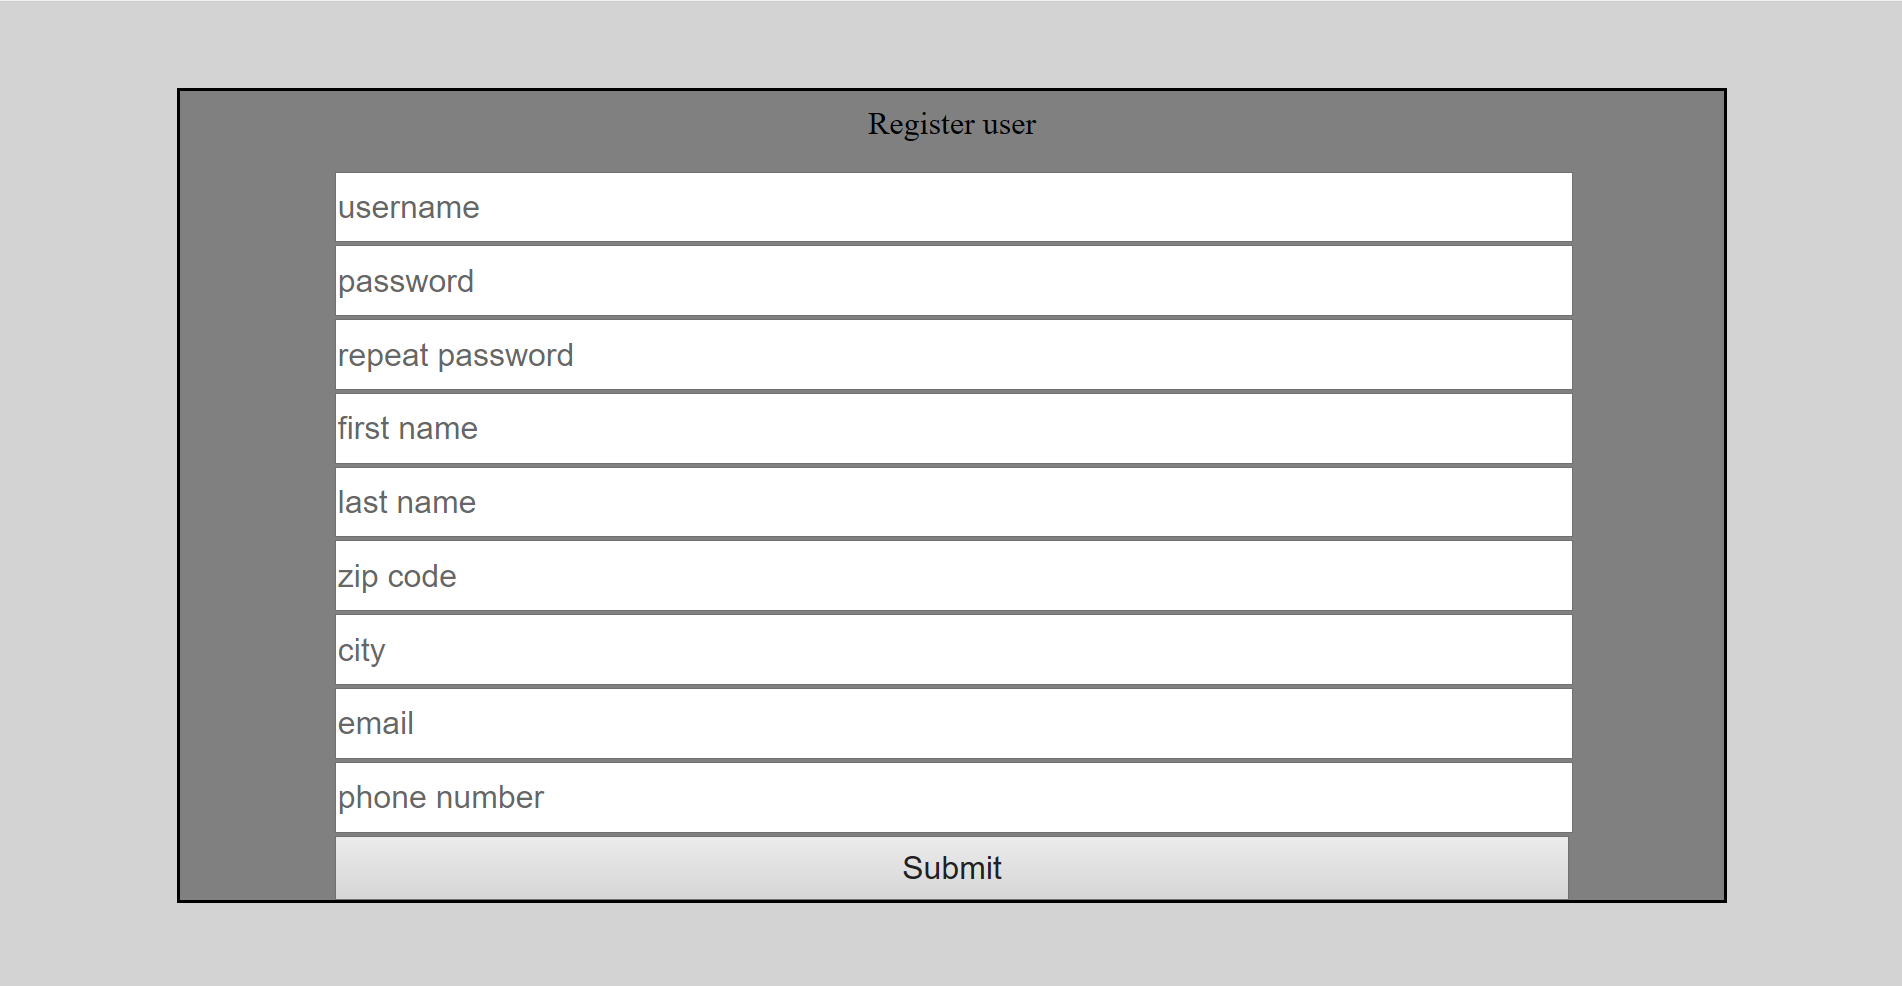 Register user
username
password
repeat password
first name
last name
zip code
city
email
phone number
Submit